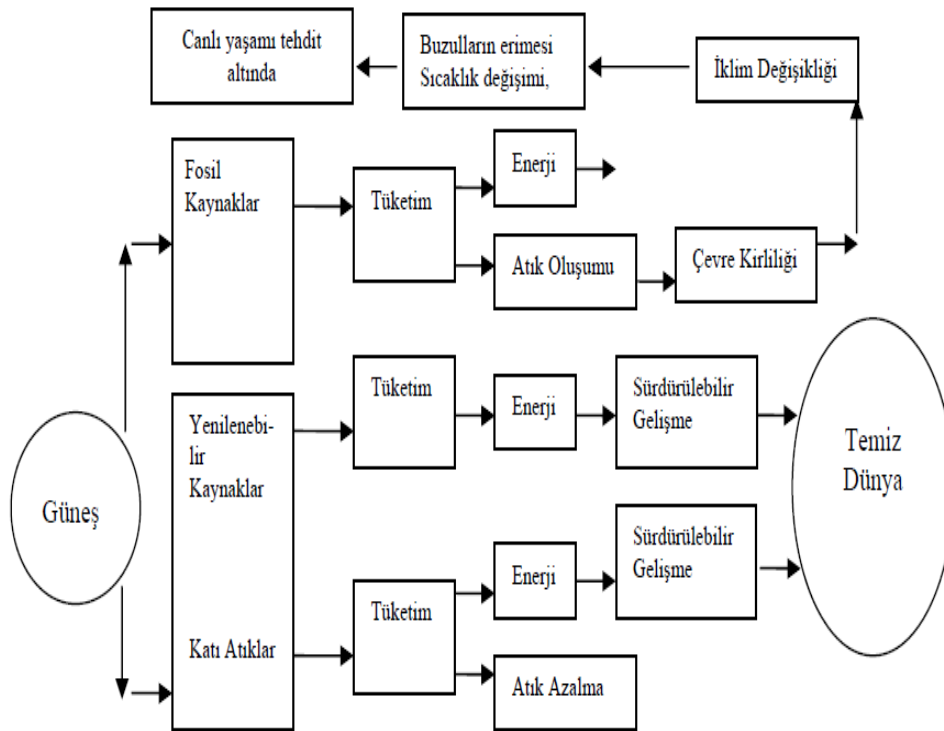 Canlı yaşamı tehdit
altında
Buzulların erimesi
Sıcaklık değişimi,
İklim Değişikliği
Fosil
Kaynaklar
Tüketim
Enerji
Atık Oluşumu
Çevre Kirliliği
Güneş
Yenilenebi-
lir
Kaynaklar
Tüketim
Enerji
Sürdürülebilir
Gelişme
Temiz
Dünya
Katı Atıklar
Tüketim
Enerji
Sürdürülebilir
Gelişme
Atık Azalma